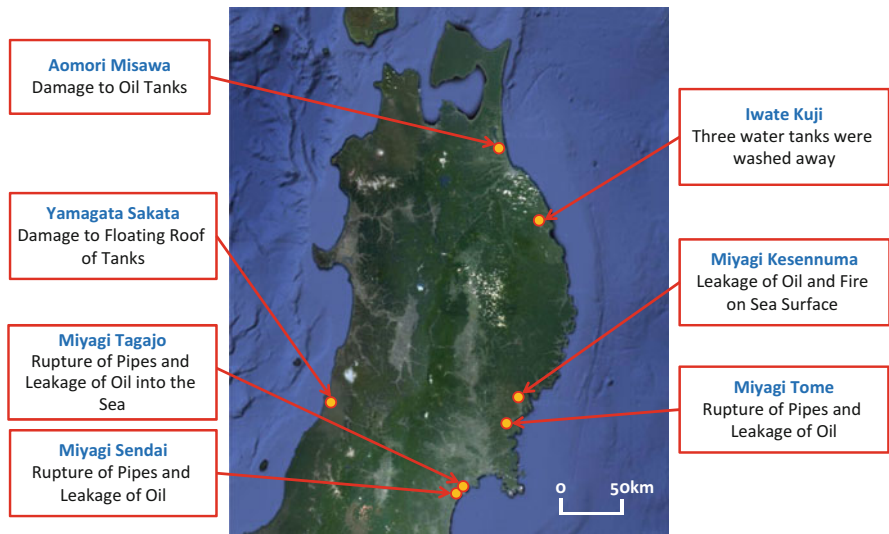 Aomori Misawa
Damage to Oil Tanks
Yamagata Sakata
Damage to Floating Roof
of Tanks
Miyagi Tagajo
Rupture of Pipes and
Leakage of Oil into the
Sea
Miyagi Sendai
Rupture of Pipes and
Leakage of Oil
Iwate Kuji
Three water tanks were
washed away
Miyagi Kesennuma
Leakage of Oil and Fire
on Sea Surface
Miyagi Tome
Rupture of Pipes and
Leakage of Oil
0 50km